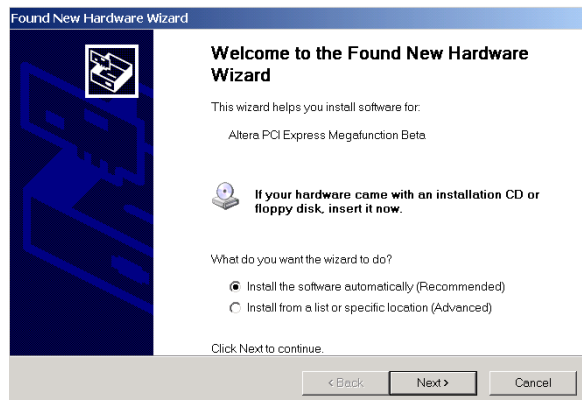 Found New Hardware Wizard
Welcome to the Found New Hardware
Wizard
This wizard helps you install software for:
Altera PCI Express Megafunction Beta
If your hardware came with an installation CD or
floppy disk, insert it now.
What do you want the wizard to do?
Install the software automatically (Recommended)
Install from a list or specific location (Advanced)
Click Next to continue.
< Back Next > Cancel